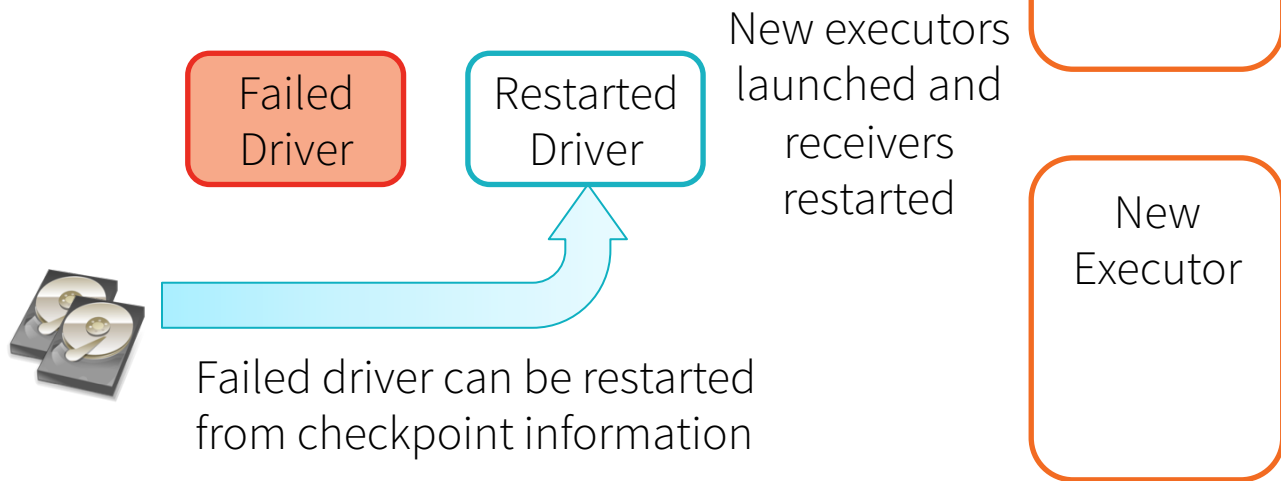 Failed
Driver
Restarted
Driver
New executors
launched and
receivers
restarted
New
Executor
Failed driver can be restarted
from checkpoint information